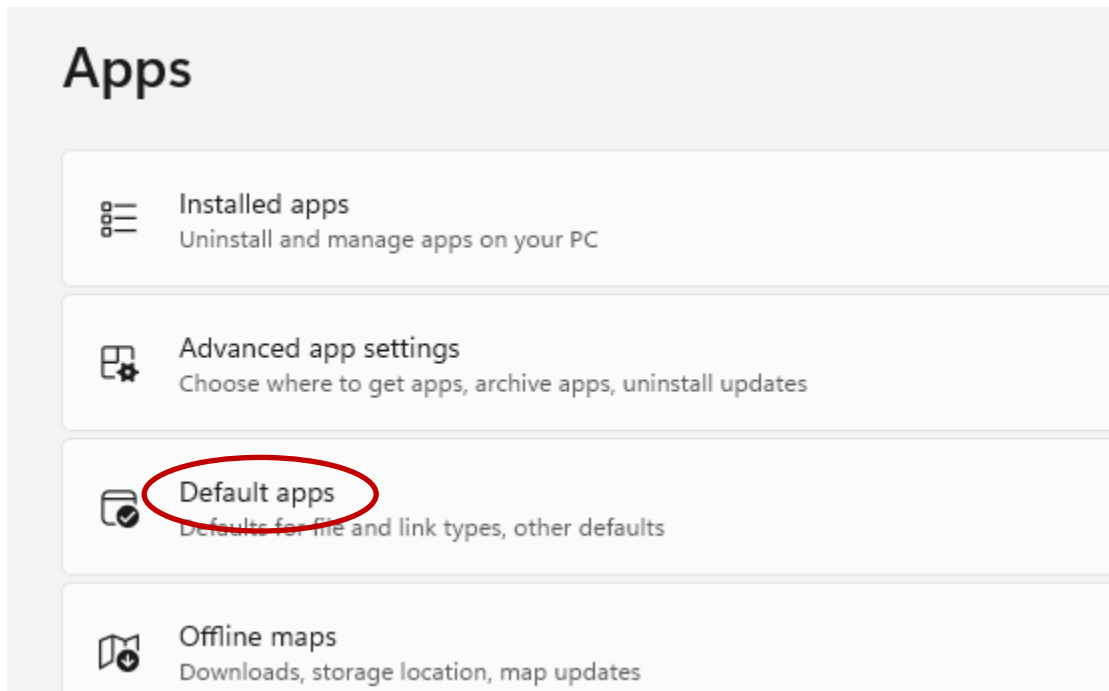 Apps
Installed apps
Uninstall and manage apps on your PC
Advanced app settings
Choose where to get apps, archive apps, uninstall updates
Default apps
Defaults for file and link types, other defaults
Offline maps
Downloads, storage location, map updates